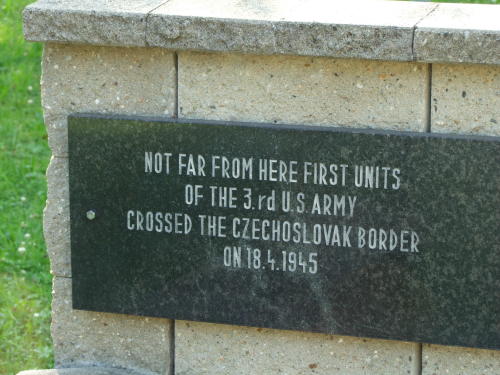 NOT FAR FROM HERE FIRST UNITS
OF THE 3.rd U.S. ARMY
CROSSED THE CZECHOSLOVAK BORDER
ON 18.4.1945